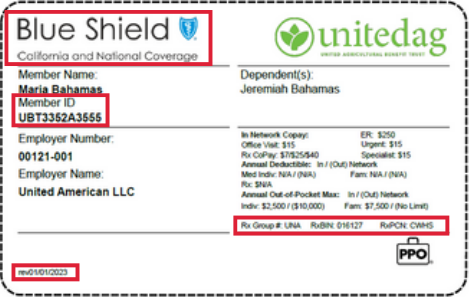 Blue Shield
California and National Coverage
unitedag
UNITED AGRICULTURAL BENEFIT TRUST
Member Name:
Maria Bahamas
Member ID
UBT3352A3555
Dependent(s):
Jeremiah Bahamas
Employer Number:
00121-001
Employer Name:
United American LLC
In Network Copay: ER: $250
Office Visit: $15 Urgent: $15
Rx CoPay: $7/$25/$40 Specialist: $15
Annual Deductible: In / (Out) Network
Med Indiv: N/A / (N/A) Fam: N/A / (N/A)
Rx: $N/A
Annual Out-of-Pocket Max: In / (Out) Network
Indiv: $2,500 / ($10,000) Fam: $7,500 / (No Limit)
Rx Group #: UNA RxBIN: 016127 RxPCN: CWHS
PPO
rev01/01/2023